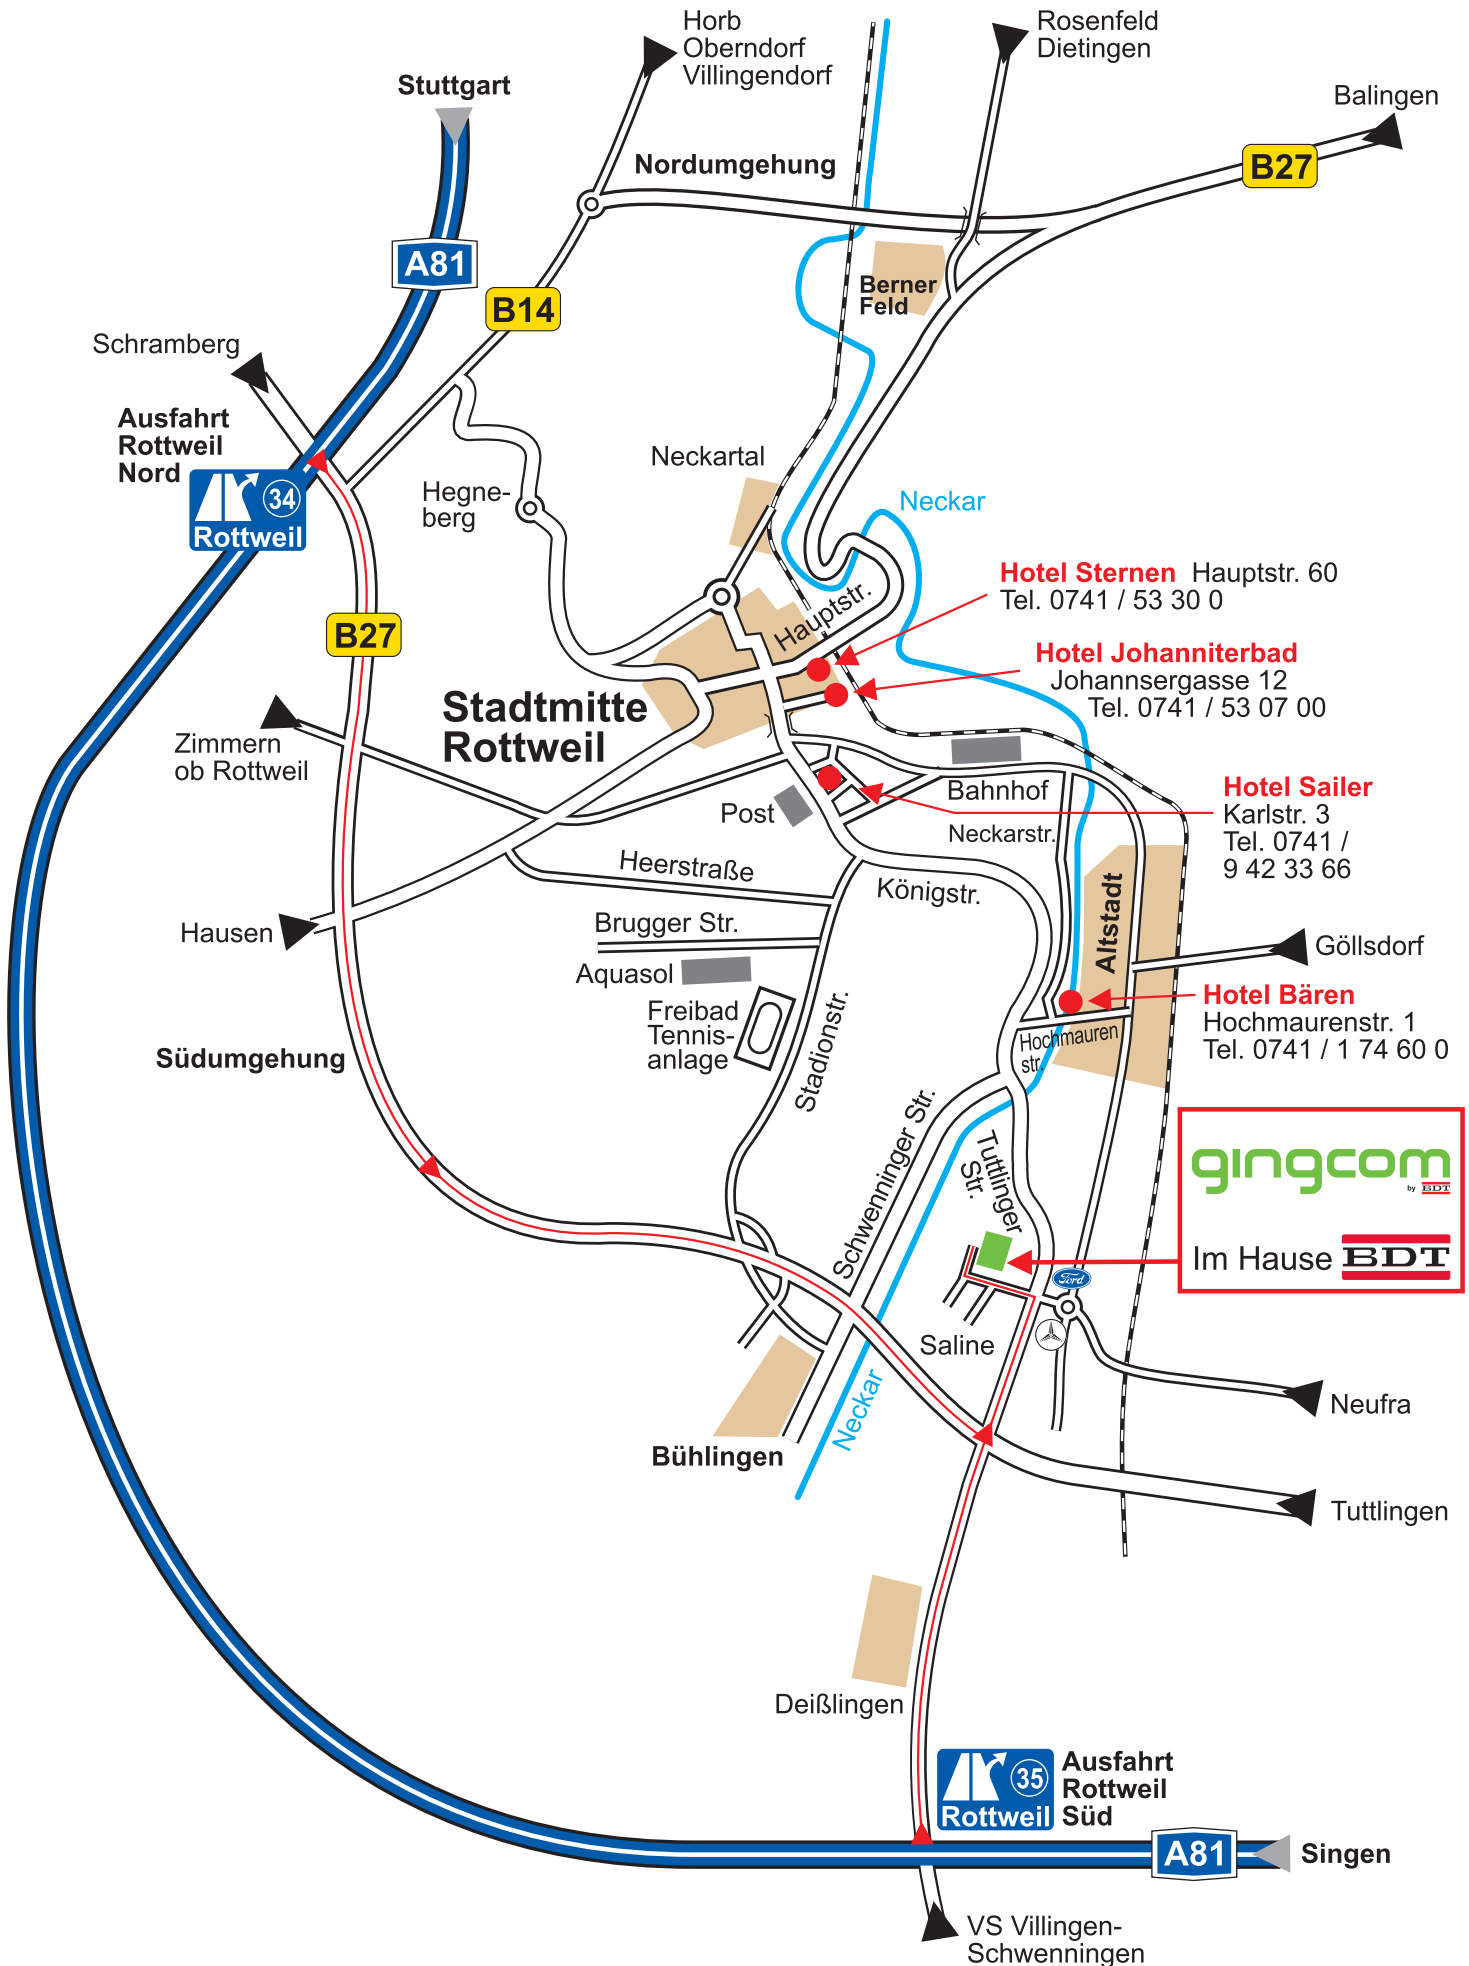 Horb
Oberndorf
Villingendorf
Rosenfeld
Dietingen
Stuttgart
Balingen
Nordumgehung
B27
A81
B14
Berner
Feld
Schramberg
Ausfahrt
Rottweil
Nord
34
Rottweil
Neckartal
Hegne-
berg
Neckar
Hotel Sternen Hauptstr. 60
Tel. 0741 / 53 30 0
Hauptstr.
B27
Hotel Johanniterbad
Johannsergasse 12
Tel. 0741 / 53 07 00
Stadtmitte
Rottweil
Zimmern
ob Rottweil
Bahnhof
Post
Hotel Sailer
Karlstr. 3
Tel. 0741 /
9 42 33 66
Neckarstr.
Heerstraße
Königstr.
Altstadt
Brugger Str.
Hausen
Göllsdorf
Aquasol
Freibad
Tennis-
anlage
Stadionstr.
Hotel Bären
Hochmaurenstr. 1
Tel. 0741 / 1 74 60 0
Hochmauren
str.
Südumgehung
Schwenninger Str.
Tuttlinger
Str.
gingcom
by BDT
Im Hause BDT
Ford
Saline
Neckar
Neufra
Bühlingen
Tuttlingen
Deißlingen
35
Rottweil
Ausfahrt
Rottweil
Süd
A81
Singen
VS Villingen-
Schwenningen